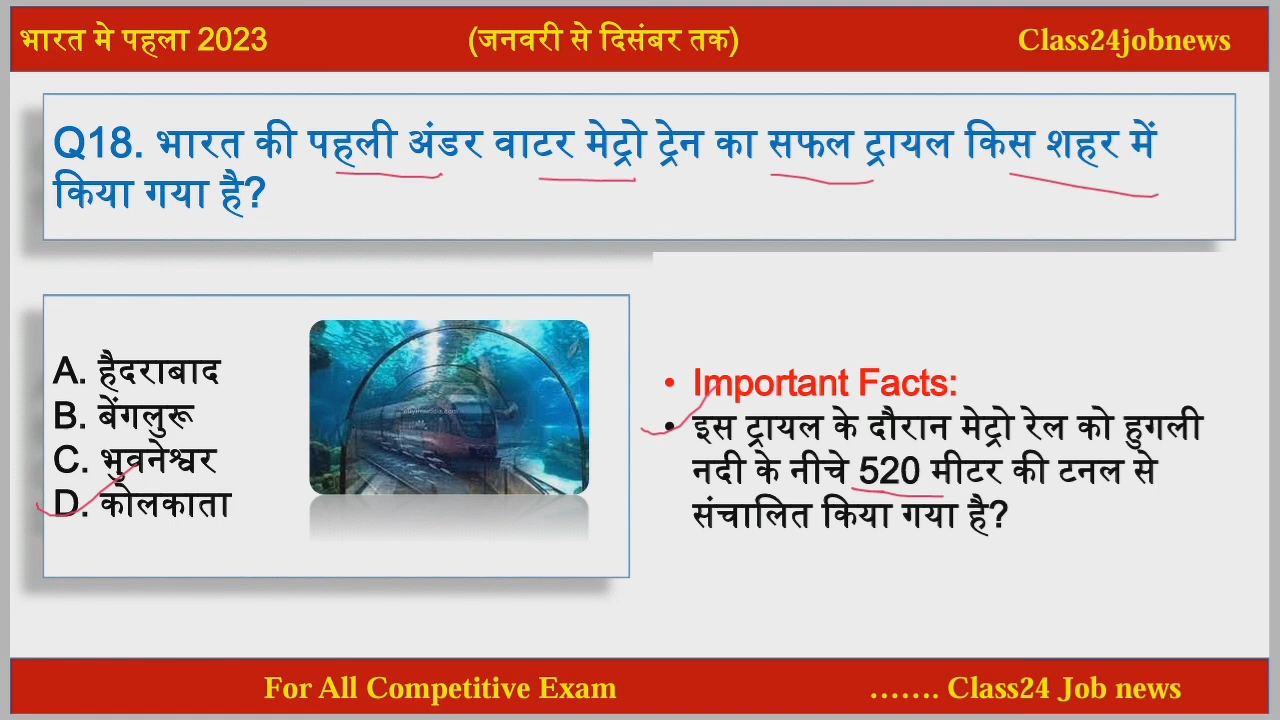 भारत मे पहला 2023 (जनवरी से दिसंबर तक) Class24jobnews
Q18. भारत की पहली अंडर वाटर मेट्रो ट्रेन का सफल ट्रायल किस शहर में
किया गया है?
A. हैदराबाद
B. बेंगलुरू
C. भुवनेश्वर
D. कोलकाता
• Important Facts:
• इस ट्रायल के दौरान मेट्रो रेल को हुगली
नदी के नीचे 520 मीटर की टनल से
संचालित किया गया है?
For All Competitive Exam ....... Class24 Job news